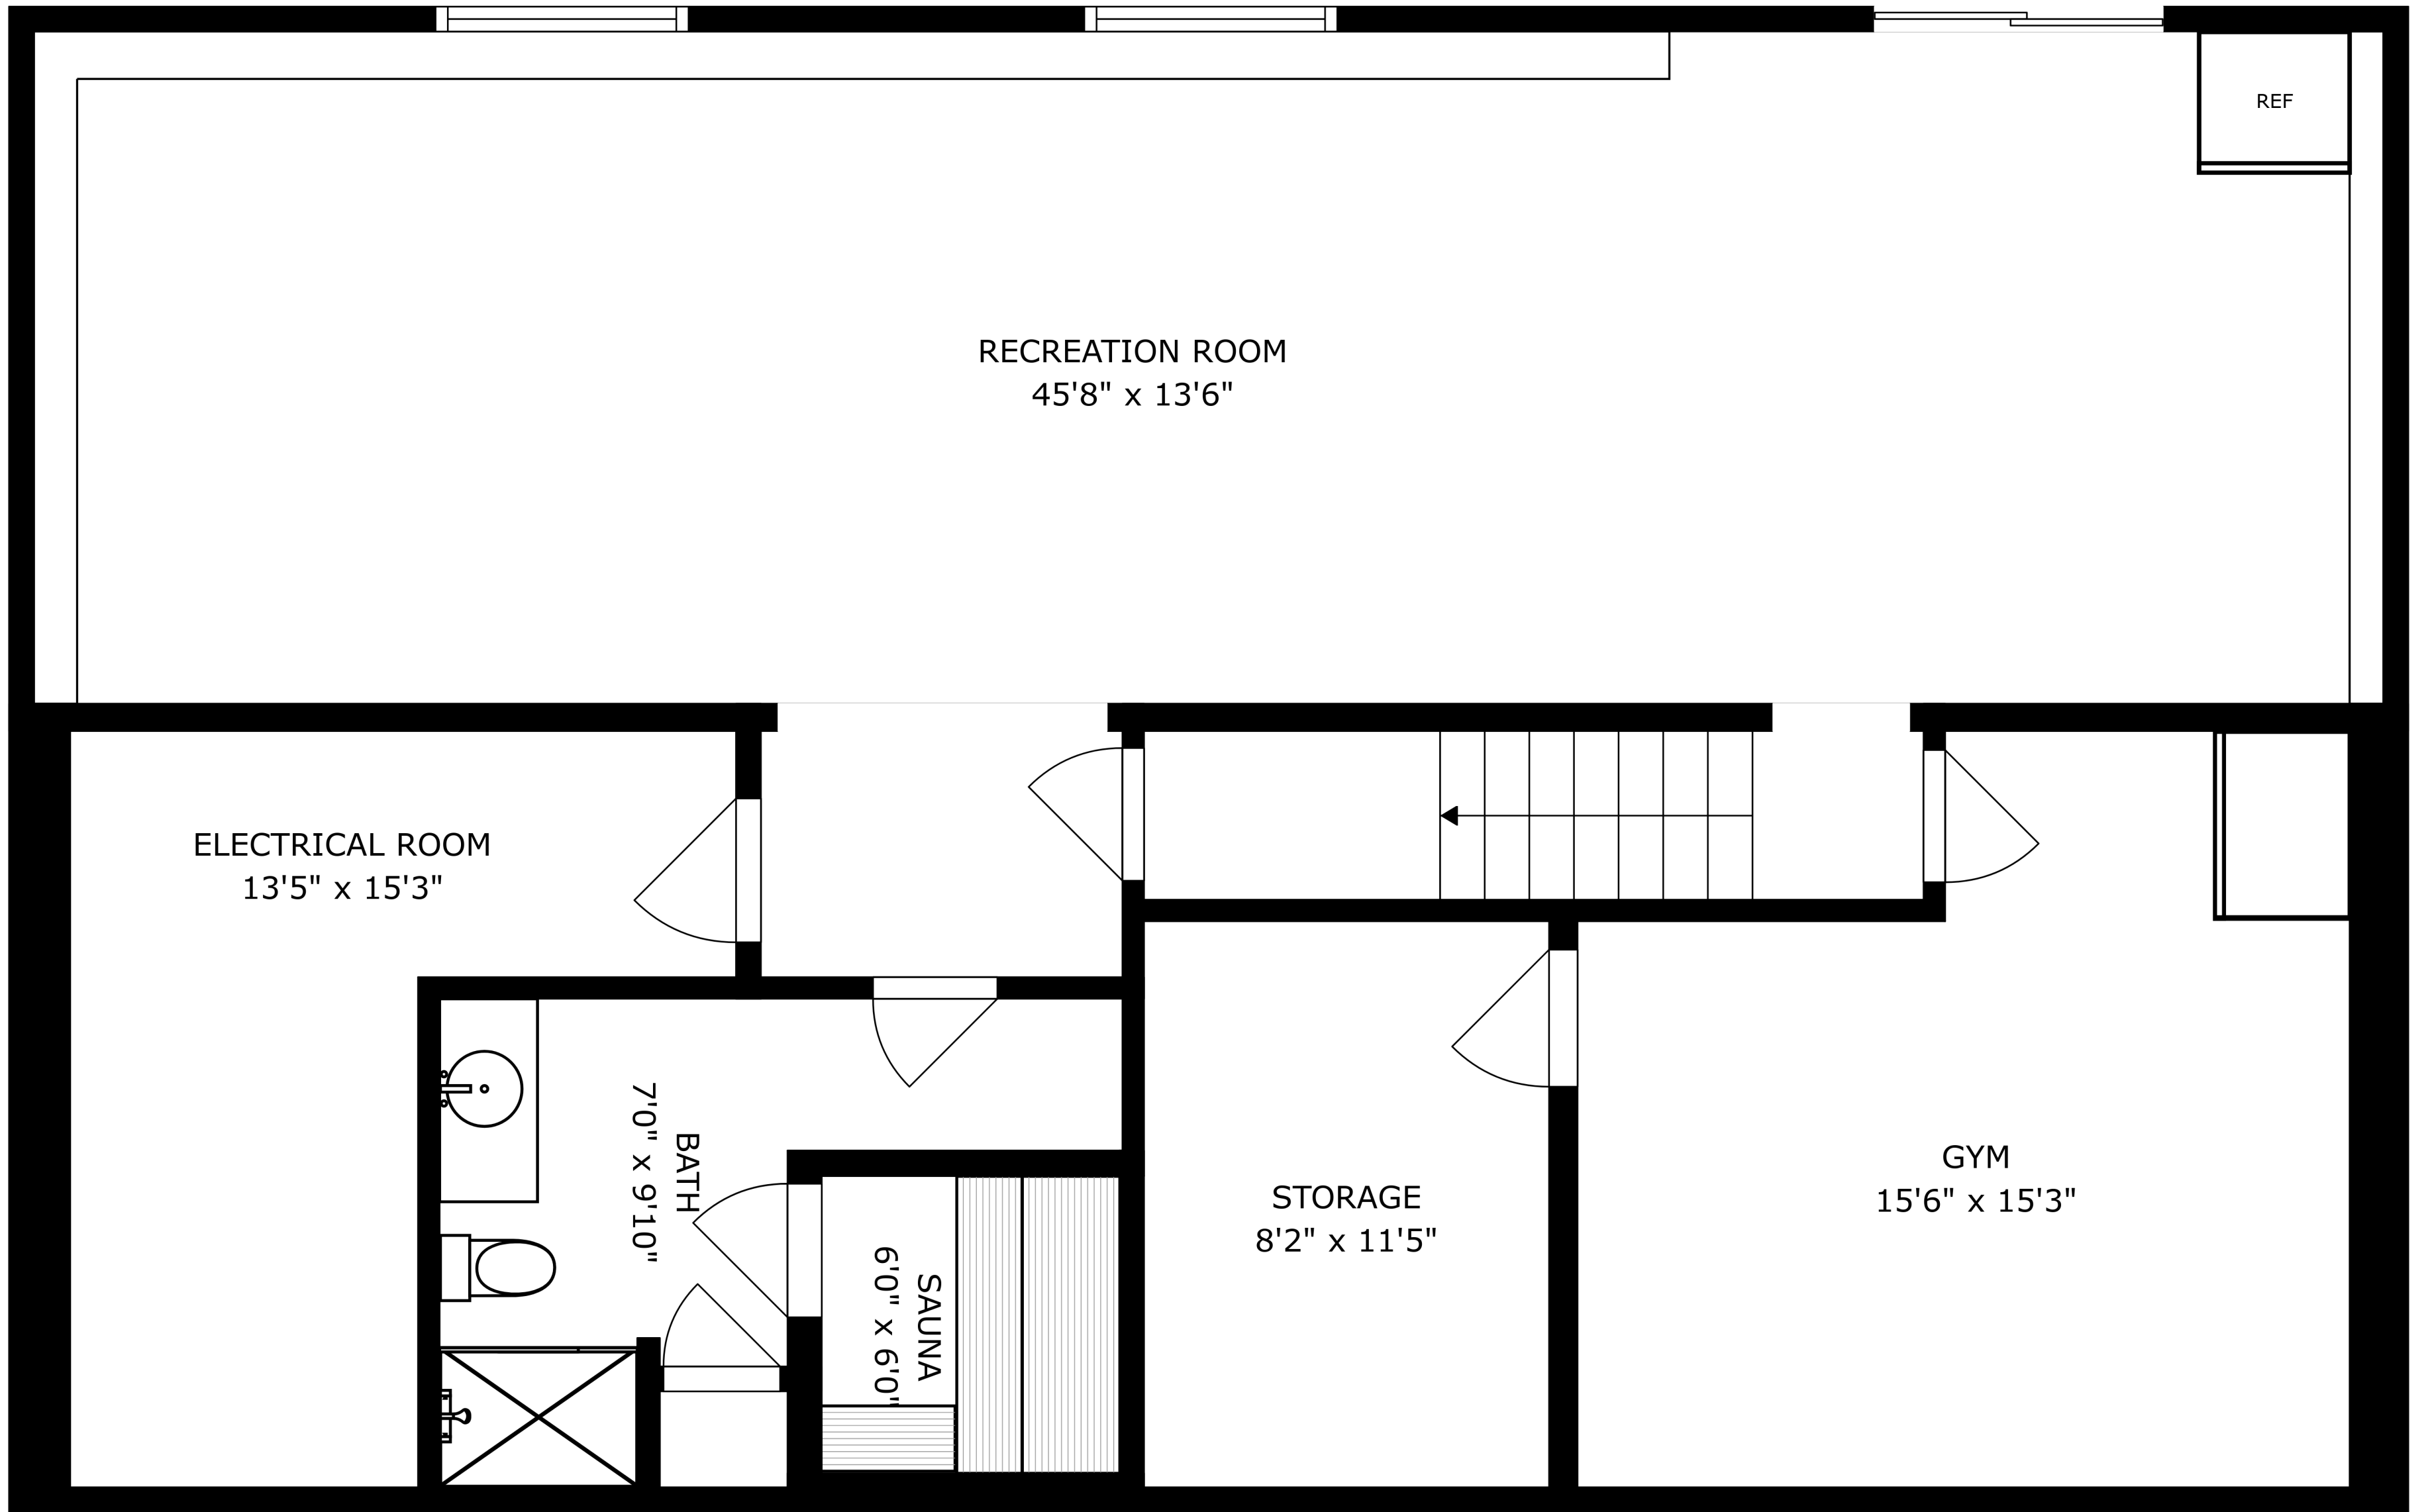 REF
RECREATION ROOM
45'8" x 13'6"
ELECTRICAL ROOM
13'5" x 15'3"
BATH
7'0" x 9'10"
SAUNA
6'0" x 6'0"
STORAGE
8'2" x 11'5"
GYM
15'6" x 15'3"